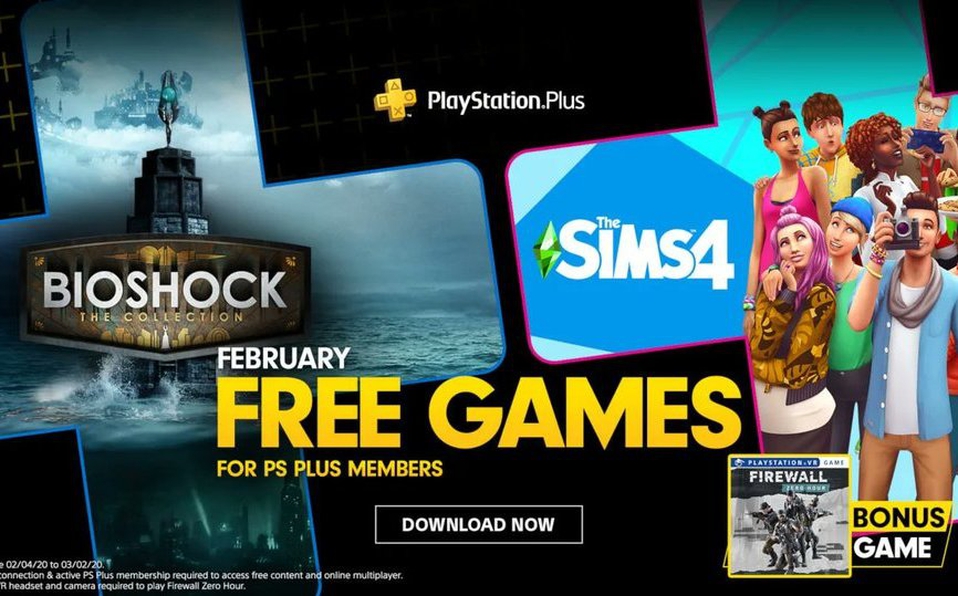 PlayStation.Plus
The
SiMS4
BIOSHOCK
THE COLLECTION
FEBRUARY
FREE GAMES
FOR PS PLUS MEMBERS
PLAYSTATION VR GAME
FIREWALL
ZERO HOUR
BONUS
GAME
DOWNLOAD NOW
02/04/20 to 03/02/20.
connection & active PS Plus membership required to access free content and online multiplayer.
headset and camera required to play Firewall Zero Hour.